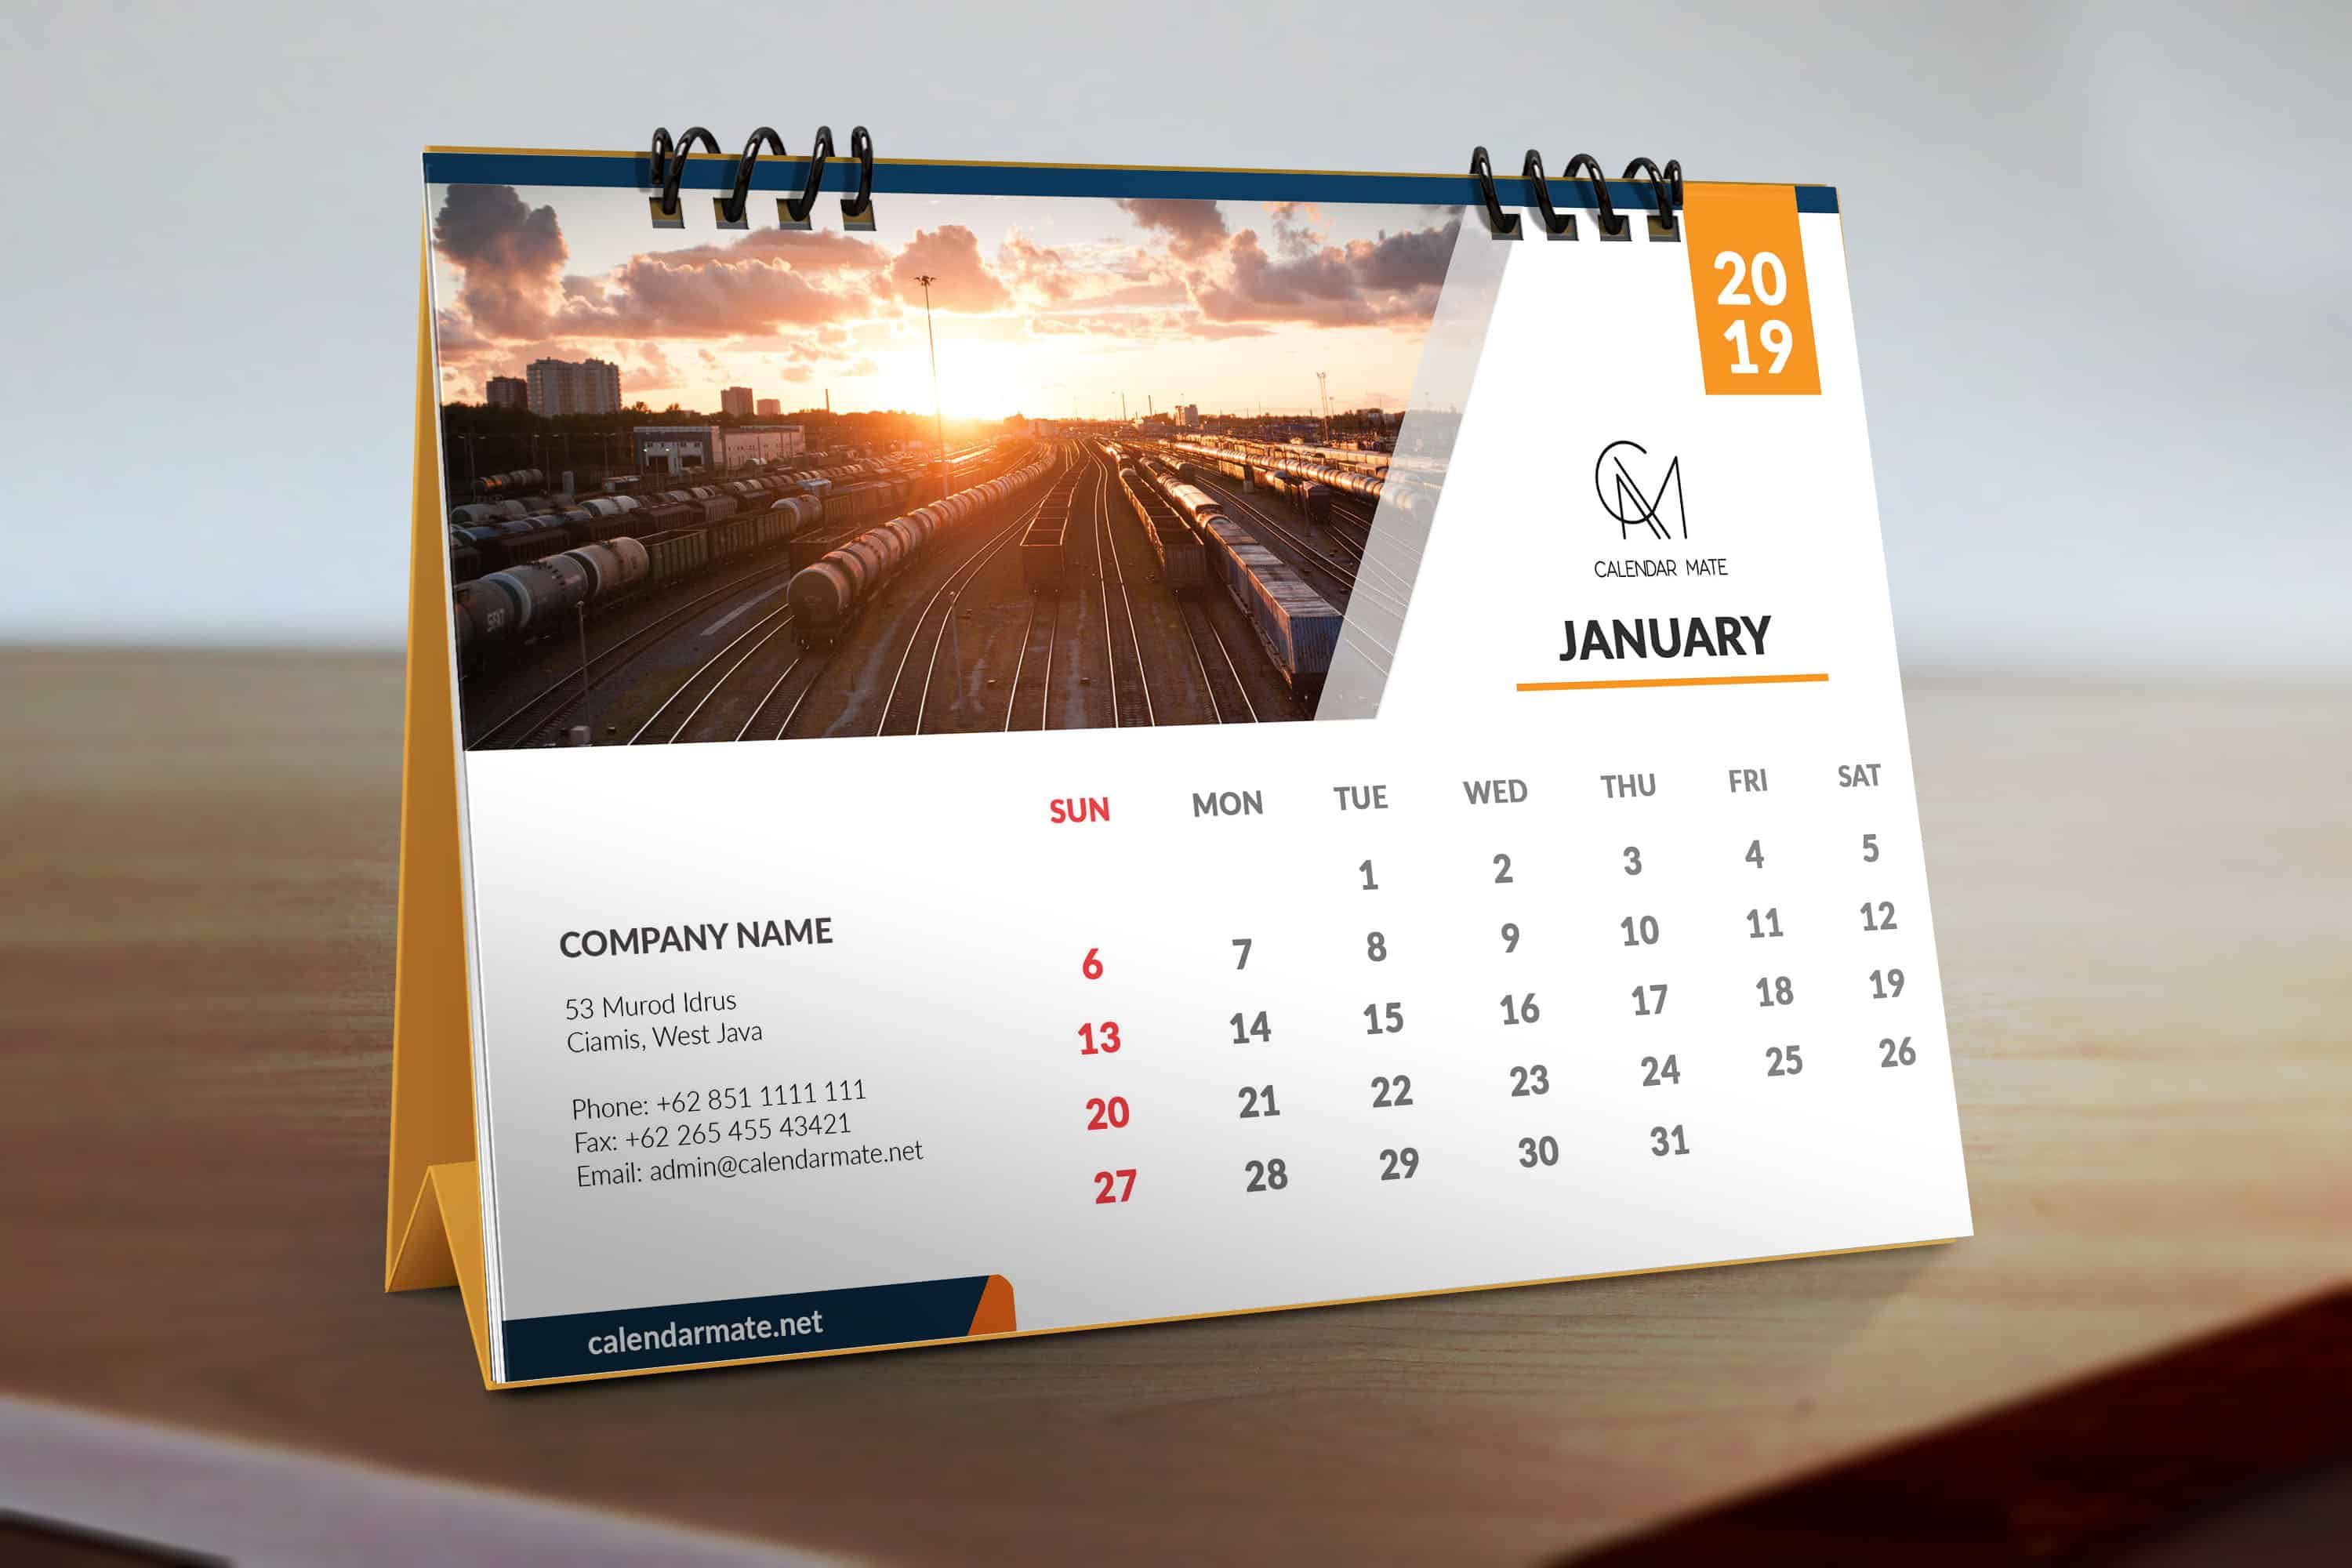 20
19
CM
CALENDAR MATE
JANUARY
SUN MON TUE WED THU FRI SAT
1 2 3 4 5
6 7 8 9 10 11 12
13 14 15 16 17 18 19
20 21 22 23 24 25 26
27 28 29 30 31
COMPANY NAME
53 Murod Idrus
Ciamis, West Java
Phone: +62 851 1111 111
Fax: +62 265 455 43421
Email: admin@calendarmate.net
calendarmate.net